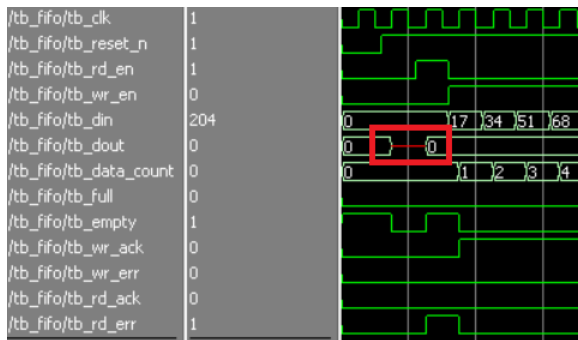 /tb_fifo/tb_clk 1
/tb_fifo/tb_reset_n 1
/tb_fifo/tb_rd_en 1
/tb_fifo/tb_wr_en 0
/tb_fifo/tb_din 204 0 17 34 51 68
/tb_fifo/tb_dout 0 0 0
/tb_fifo/tb_data_count 0 0 1 2 3 4
/tb_fifo/tb_full 0
/tb_fifo/tb_empty 1
/tb_fifo/tb_wr_ack 0
/tb_fifo/tb_wr_err 0
/tb_fifo/tb_rd_ack 0
/tb_fifo/tb_rd_err 1